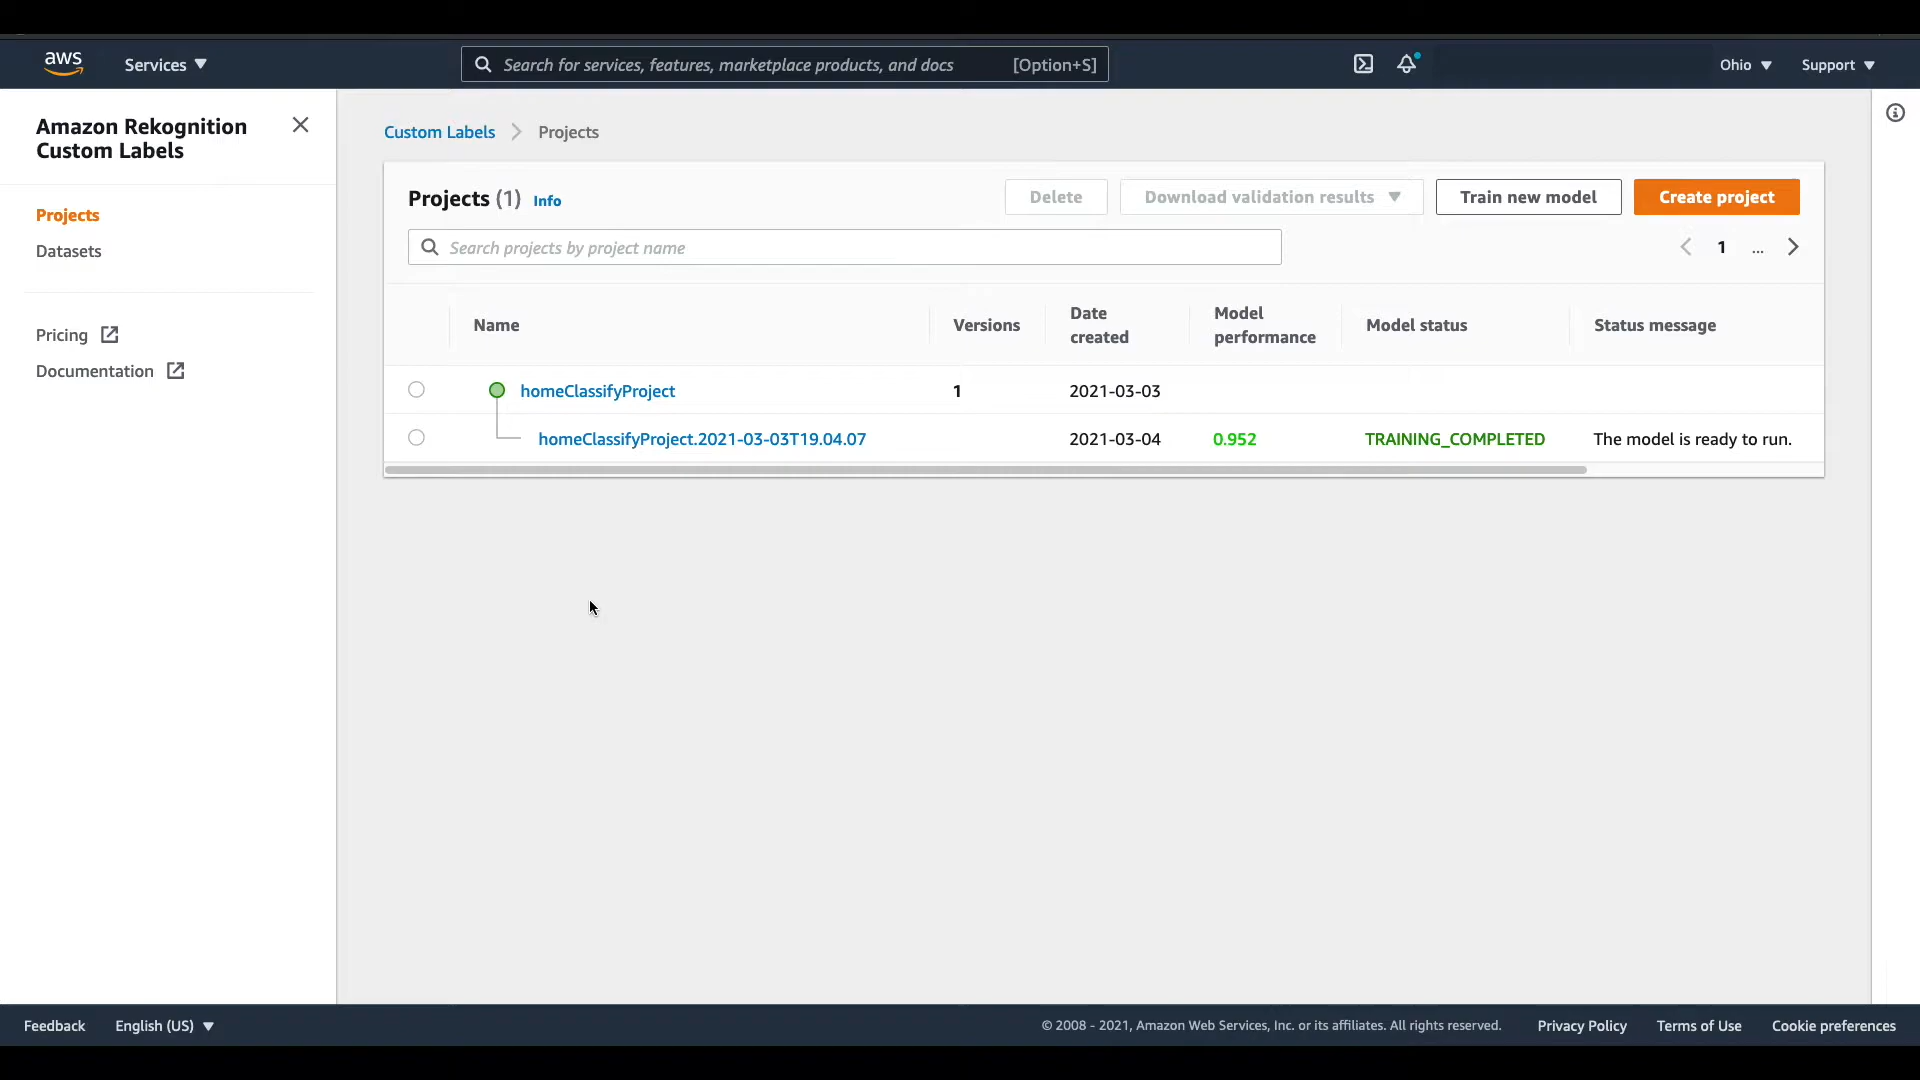 aws
Services
Search for services, features, marketplace products, and docs
[Option+S]
Ohio
Support
Amazon Rekognition
Custom Labels
Projects
Datasets
Pricing
Documentation
Custom Labels
Projects
Projects (1)
Info
Delete
Download validation results
Train new model
Create project
Search projects by project name
1
...
Name
Versions
Date
created
Model
performance
Model status
Status message
homeClassifyProject
1
2021-03-03
homeClassifyProject.2021-03-03T19.04.07
2021-03-04
0.952
TRAINING_COMPLETED
The model is ready to run.
Feedback
English (US)
© 2008 - 2021, Amazon Web Services, Inc. or its affiliates. All rights reserved.
Privacy Policy
Terms of Use
Cookie preferences